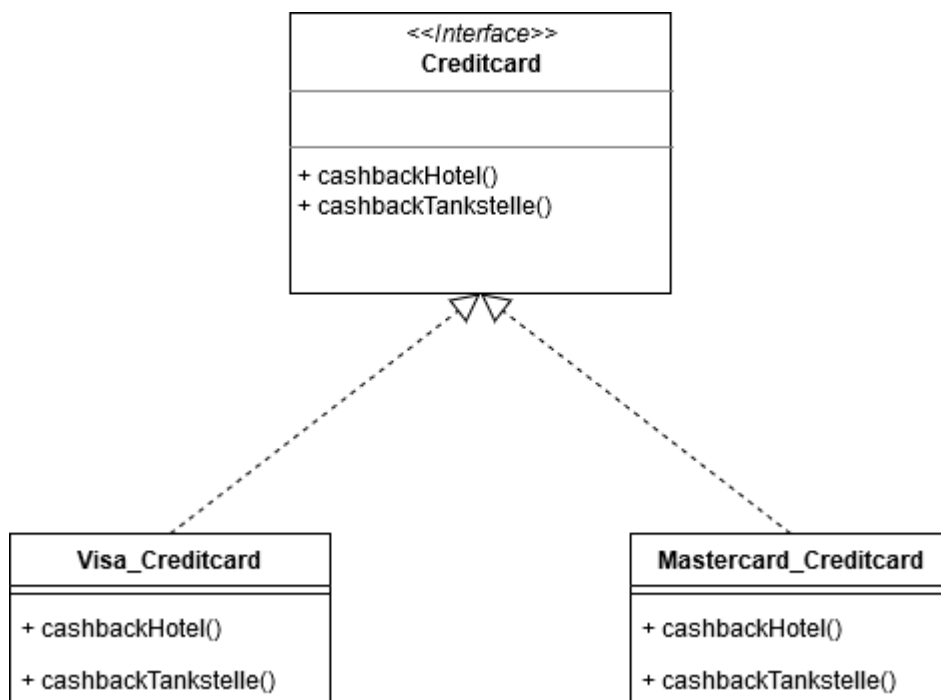 <<Interface>>
Creditcard
+ cashbackHotel()
+ cashbackTankstelle()
Visa_Creditcard
+ cashbackHotel()
+ cashbackTankstelle()
Mastercard_Creditcard
+ cashbackHotel()
+ cashbackTankstelle()